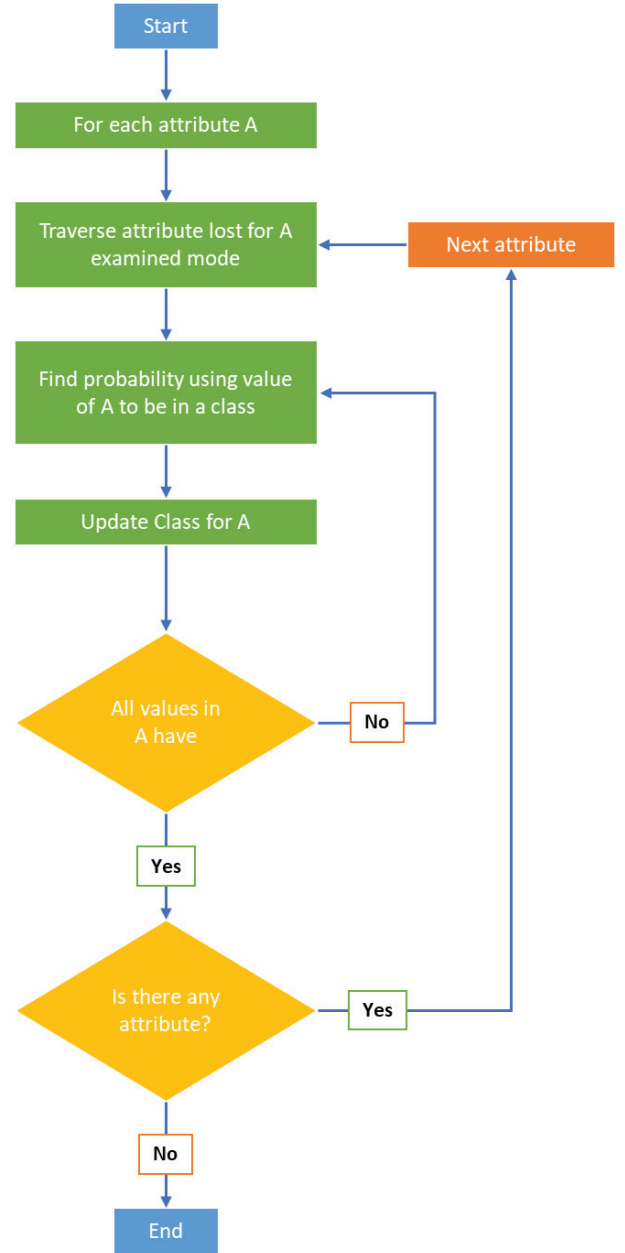 Start
For each attribute A
Traverse attribute lost for A
examined mode
Next attribute
Find probability using value
of A to be in a class
Update Class for A
All values in
A have
No
Yes
Is there any
attribute?
Yes
No
End